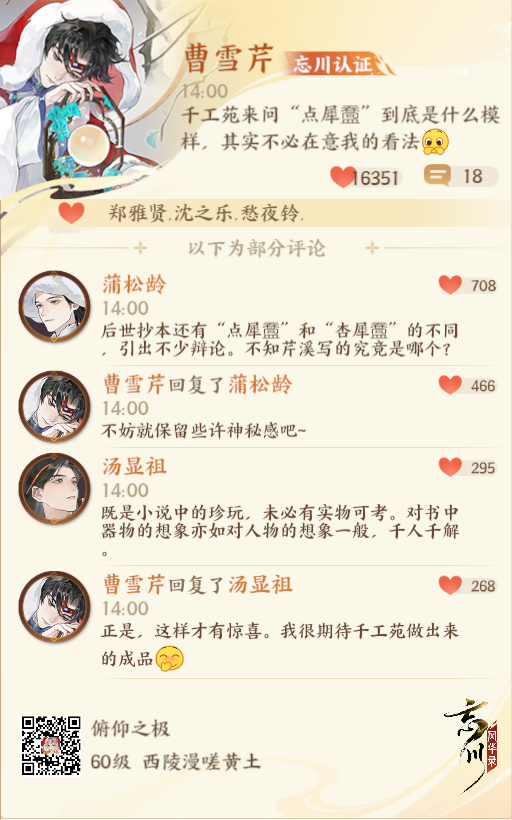 曹雪芹 忘川认证
14:00
千工苑来问“点犀䀉”到底是什么模
样，其实不必在意我的看法
16351 18
郑雅贤,沈之乐,愁夜铃,
以下为部分评论
蒲松龄 708
14:00
后世抄本还有“点犀䀉”和“杏犀䀉”的不同
，引出不少辩论。不知芹溪写的究竟是哪个？
曹雪芹回复了蒲松龄 466
14:00
不妨就保留些许神秘感吧~
汤显祖 295
14:00
既是小说中的珍玩，未必有实物可考。对书中
器物的想象亦如对人物的想象一般，千人千解
。
曹雪芹回复了汤显祖 268
14:00
正是，这样才有惊喜。我很期待千工苑做出来
的成品
俯仰之极
60级 西陵漫嗟黄土
忘川
风华录